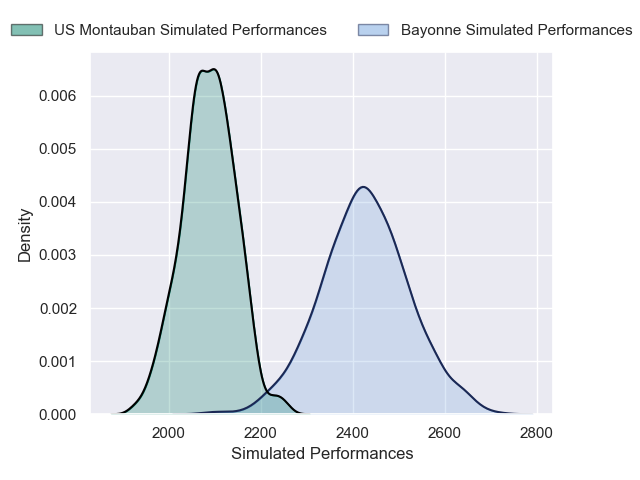 US Montauban Simulated Performances Bayonne Simulated Performances
0.006
0.005
0.004
0.003
0.002
0.001
0.000
Density
2000 2200 2400 2600 2800
Simulated Performances